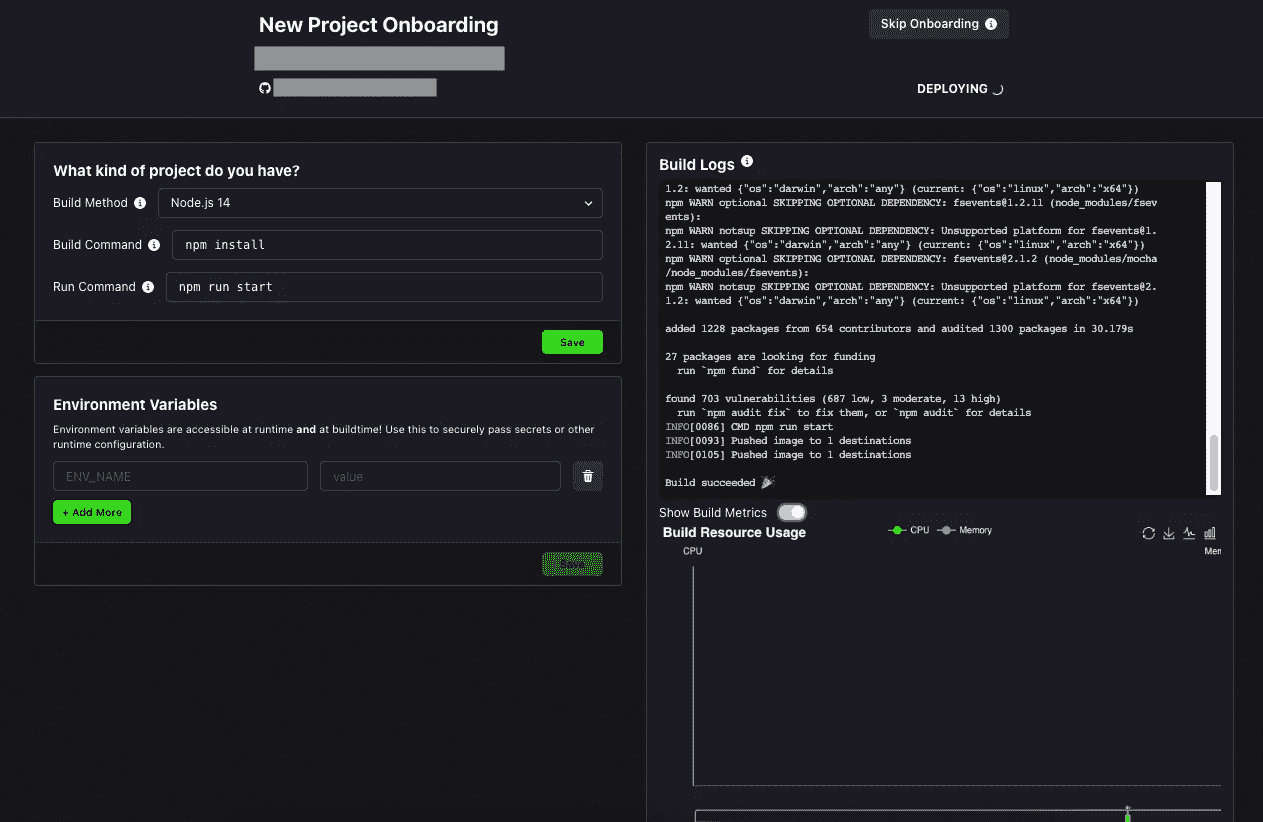 New Project Onboarding
Skip Onboarding
DEPLOYING
What kind of project do you have?
Build Method
Node.js 14
Build Command
npm install
Run Command
npm run start
Save
Environment Variables
Environment variables are accessible at runtime and at buildtime! Use this to securely pass secrets or other
runtime configuration.
ENV_NAME
value
+ Add More
Build Logs
1.2: wanted {"os":"darwin","arch":"any"} (current: {"os":"linux","arch":"x64"})
npm WARN optional SKIPPING OPTIONAL DEPENDENCY: fsevents@1.2.11 (node_modules/fsev
ents):
npm WARN notsup SKIPPING OPTIONAL DEPENDENCY: Unsupported platform for fsevents@1.
2.11: wanted {"os":"darwin","arch":"any"} (current: {"os":"linux","arch":"x64"})
npm WARN optional SKIPPING OPTIONAL DEPENDENCY: fsevents@2.1.2 (node_modules/mocha
/node_modules/fsevents):
npm WARN notsup SKIPPING OPTIONAL DEPENDENCY: Unsupported platform for fsevents@2.
1.2: wanted {"os":"darwin","arch":"any"} (current: {"os":"linux","arch":"x64"})
added 1228 packages from 654 contributors and audited 1300 packages in 30.179s
27 packages are looking for funding
run `npm fund` for details
found 703 vulnerabilities (687 low, 3 moderate, 13 high)
run `npm audit fix` to fix them, or `npm audit` for details
INFO[0086] CMD npm run start
INFO[0093] Pushed image to 1 destinations
INFO[0105] Pushed image to 1 destinations
Build succeeded 🎉
Show Build Metrics
Build Resource Usage
CPU
Memory
CPU
Mem